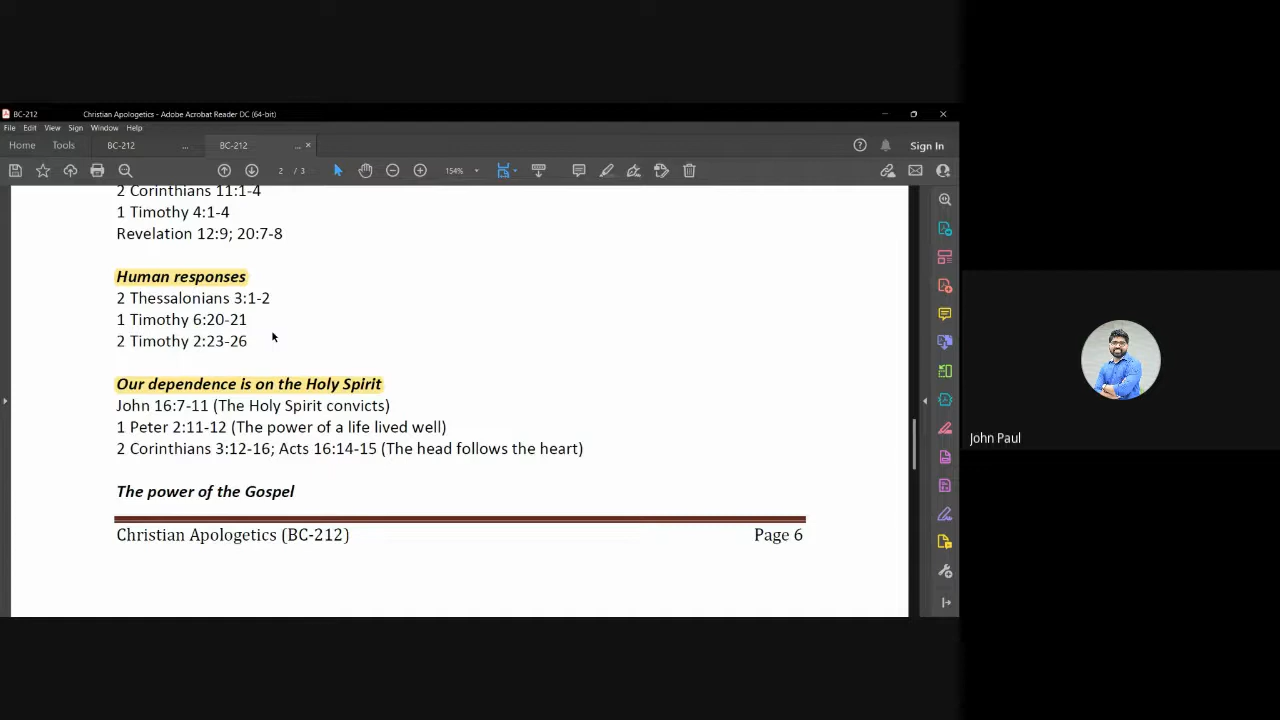 BC-212 Christian Apologetics - Adobe Acrobat Reader DC (64-bit)
File Edit View Sign Window Help
Home Tools BC-212 ... BC-212 ... × Sign In
2 / 3 154%
2 Corinthians 11:1-4
1 Timothy 4:1-4
Revelation 12:9; 20:7-8
Human responses
2 Thessalonians 3:1-2
1 Timothy 6:20-21
2 Timothy 2:23-26
Our dependence is on the Holy Spirit
John 16:7-11 (The Holy Spirit convicts)
1 Peter 2:11-12 (The power of a life lived well)
2 Corinthians 3:12-16; Acts 16:14-15 (The head follows the heart)
The power of the Gospel
Christian Apologetics (BC-212) Page 6
John Paul